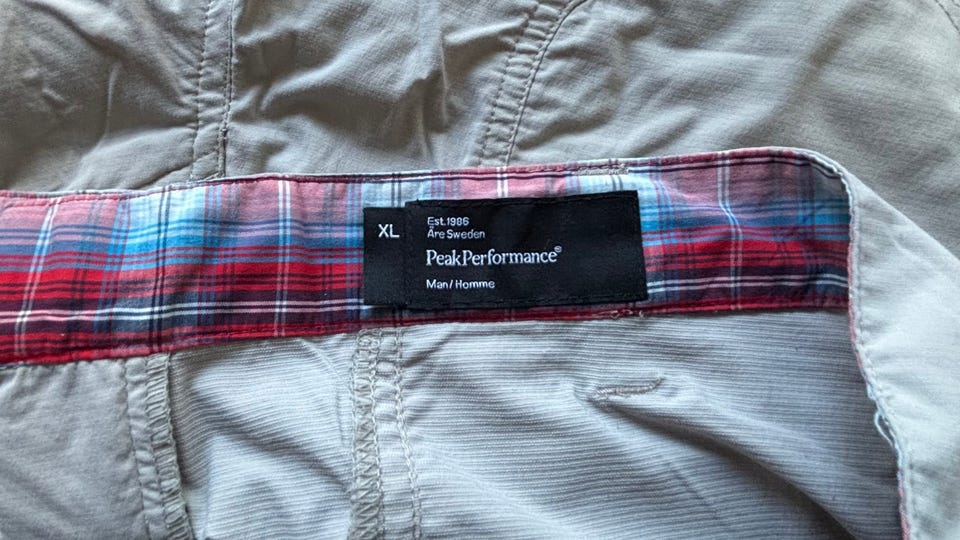 XL
Est.1986
Åre Sweden
PeakPerformance®
Man/Homme